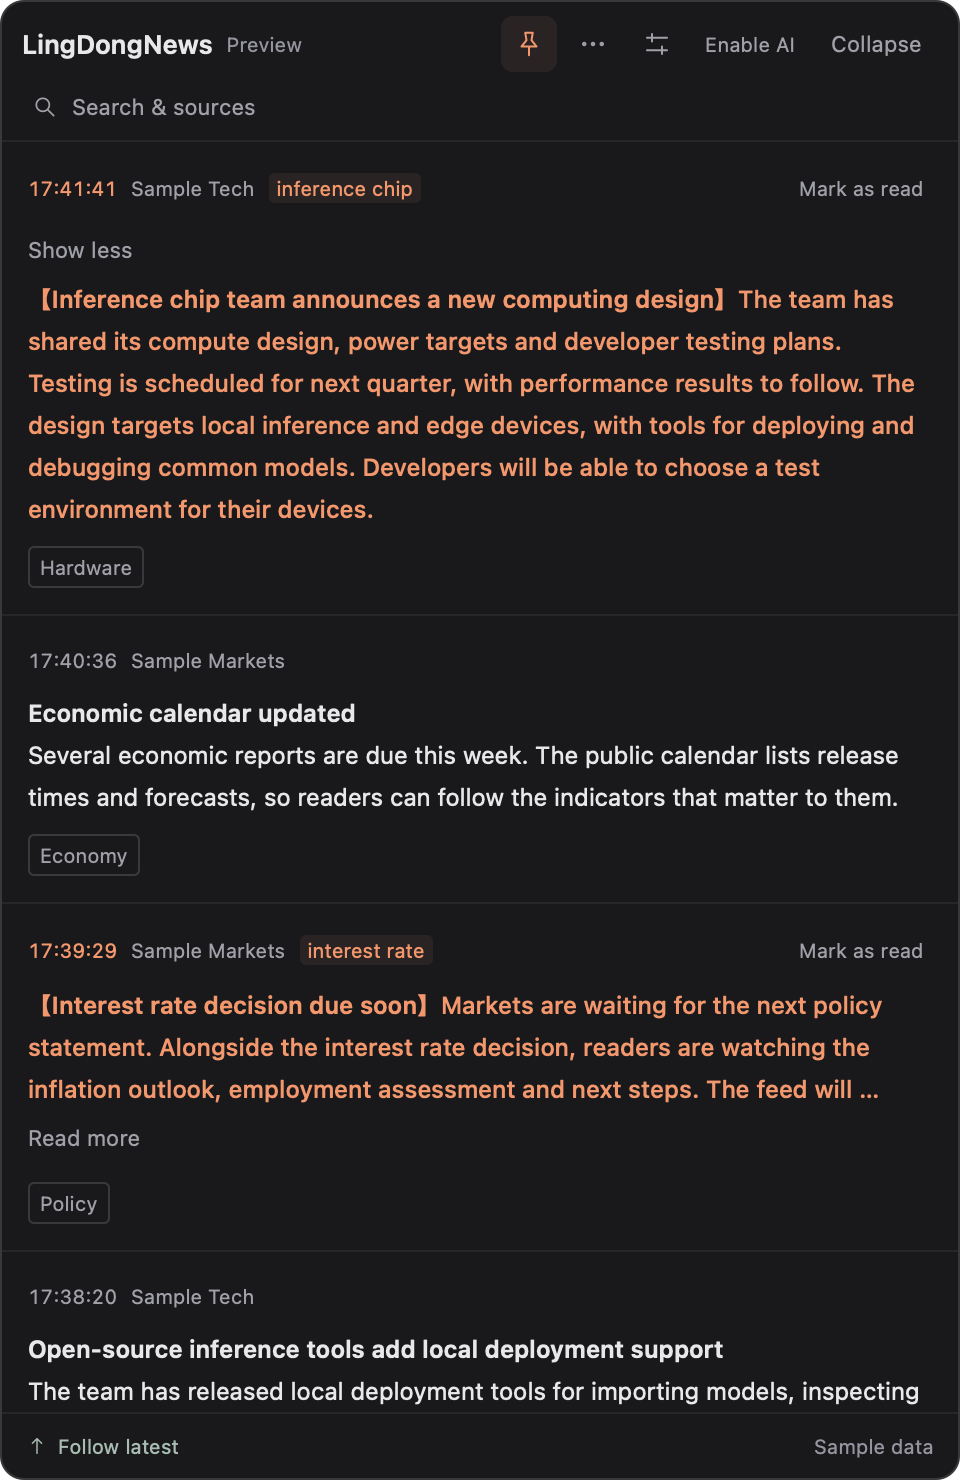 LingDongNews Preview Enable AI Collapse
Search & sources
17:41:41 Sample Tech inference chip Mark as read
Show less
【Inference chip team announces a new computing design】The team has
shared its compute design, power targets and developer testing plans.
Testing is scheduled for next quarter, with performance results to follow. The
design targets local inference and edge devices, with tools for deploying and
debugging common models. Developers will be able to choose a test
environment for their devices.
Hardware
17:40:36 Sample Markets
Economic calendar updated
Several economic reports are due this week. The public calendar lists release
times and forecasts, so readers can follow the indicators that matter to them.
Economy
17:39:29 Sample Markets interest rate Mark as read
【Interest rate decision due soon】Markets are waiting for the next policy
statement. Alongside the interest rate decision, readers are watching the
inflation outlook, employment assessment and next steps. The feed will ...
Read more
Policy
17:38:20 Sample Tech
Open-source inference tools add local deployment support
The team has released local deployment tools for importing models, inspecting
↑ Follow latest Sample data